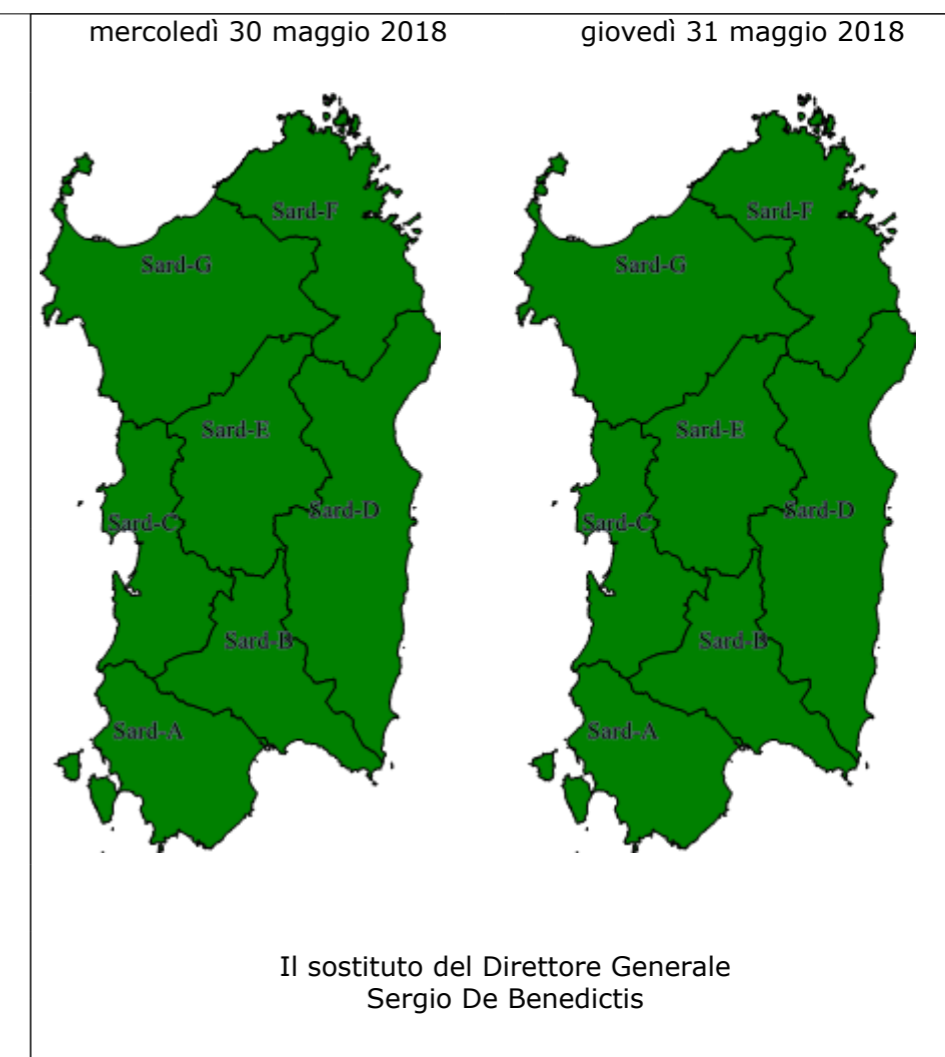 mercoledì 30 maggio 2018
giovedì 31 maggio 2018
Sard-F
Sard-G
Sard-E
Sard-D
Sard-C
Sard-B
Sard-A
Sard-F
Sard-G
Sard-E
Sard-D
Sard-C
Sard-B
Sard-A
Il sostituto del Direttore Generale
Sergio De Benedictis